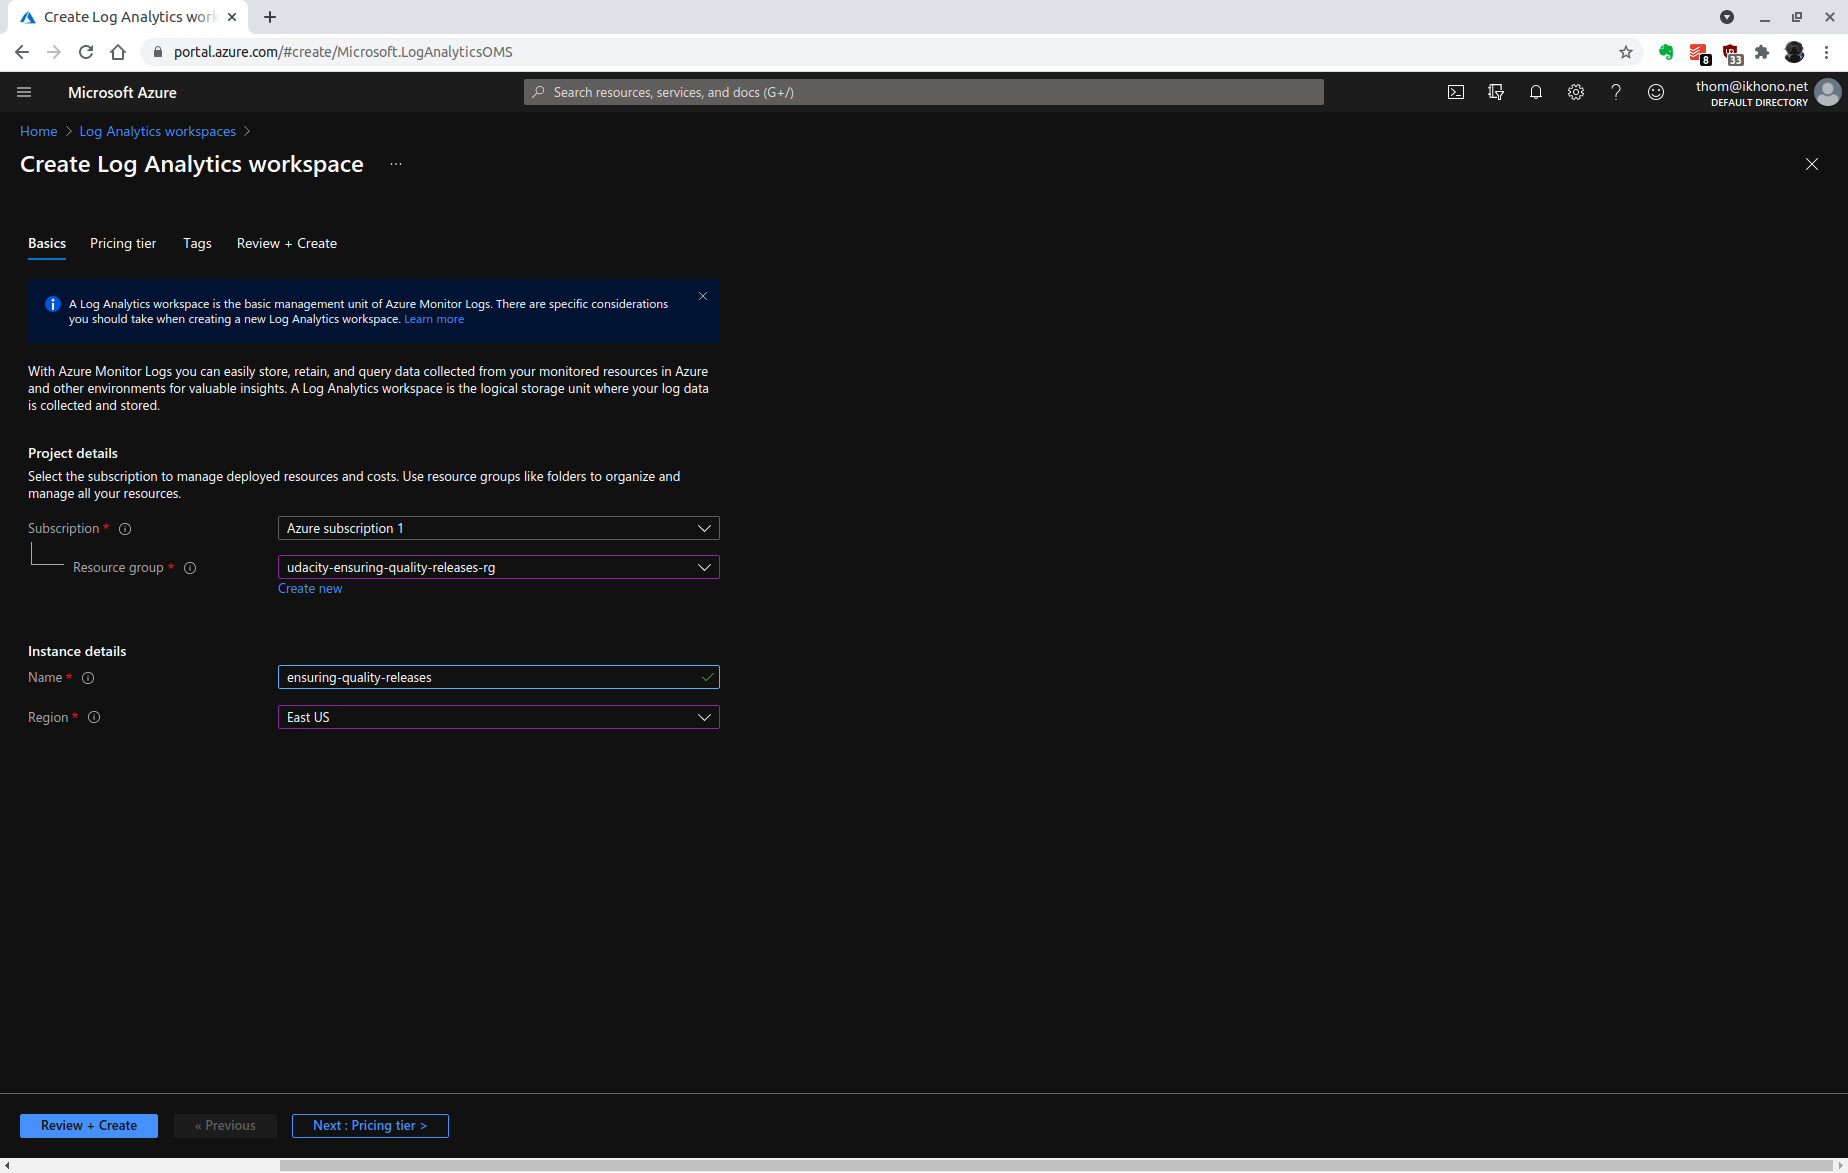 Create Log Analytics work
portal.azure.com/#create/Microsoft.LogAnalyticsOMS
8
33
Microsoft Azure
Search resources, services, and docs (G+/)
thom@ikhono.net
DEFAULT DIRECTORY
Home > Log Analytics workspaces >
Create Log Analytics workspace ...
Basics Pricing tier Tags Review + Create
A Log Analytics workspace is the basic management unit of Azure Monitor Logs. There are specific considerations
you should take when creating a new Log Analytics workspace. Learn more
With Azure Monitor Logs you can easily store, retain, and query data collected from your monitored resources in Azure
and other environments for valuable insights. A Log Analytics workspace is the logical storage unit where your log data
is collected and stored.
Project details
Select the subscription to manage deployed resources and costs. Use resource groups like folders to organize and
manage all your resources.
Subscription * Azure subscription 1
Resource group * udacity-ensuring-quality-releases-rg
Create new
Instance details
Name * ensuring-quality-releases
Region * East US
Review + Create « Previous Next : Pricing tier >